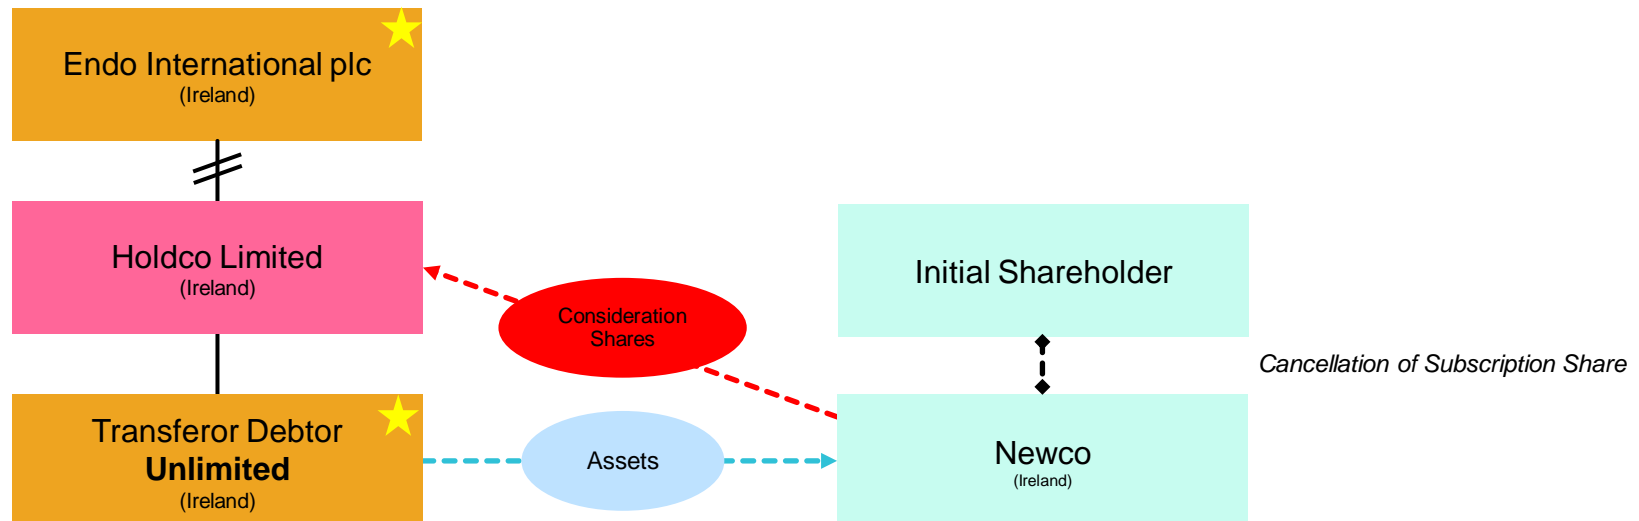 Endo International plc
(Ireland)
Holdco Limited
(Ireland)
Consideration
Shares
Initial Shareholder
Cancellation of Subscription Share
Transferor Debtor
Unlimited
(Ireland)
Assets
Newco
(Ireland)